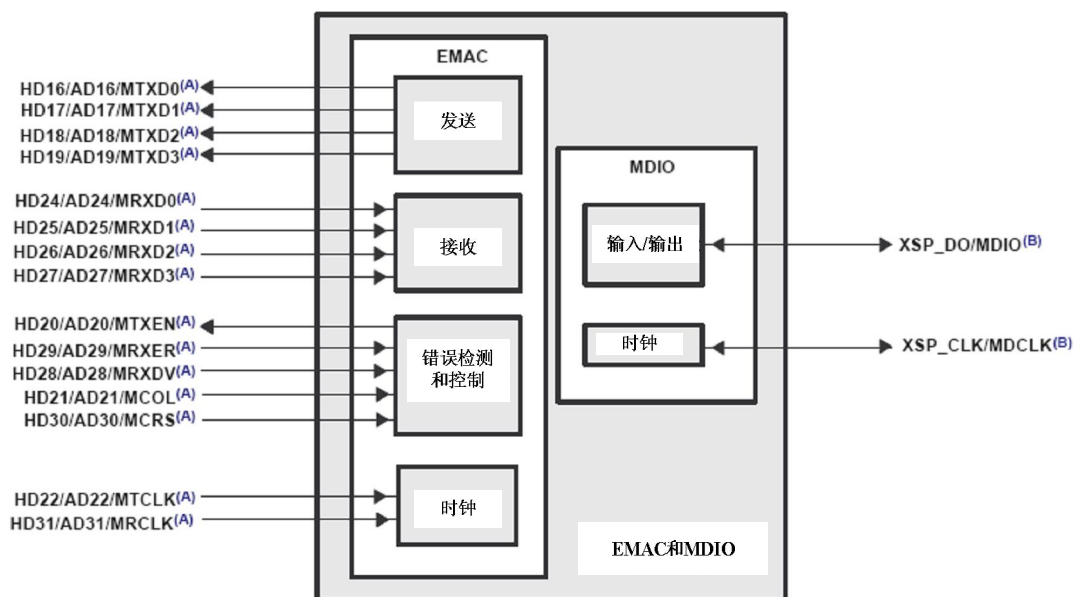 EMAC
HD16/AD16/MTXD0(A)
HD17/AD17/MTXD1(A)
HD18/AD18/MTXD2(A)
HD19/AD19/MTXD3(A)
发送
HD24/AD24/MRXD0(A)
HD25/AD25/MRXD1(A)
HD26/AD26/MRXD2(A)
HD27/AD27/MRXD3(A)
接收
HD20/AD20/MTXEN(A)
HD29/AD29/MRXER(A)
HD28/AD28/MRXDV(A)
HD21/AD21/MCOL(A)
HD30/AD30/MCRS(A)
错误检测
和控制
HD22/AD22/MTCLK(A)
HD31/AD31/MRCLK(A)
时钟
MDIO
输入/输出
XSP_DO/MDIO(B)
时钟
XSP_CLK/MDCLK(B)
EMAC和MDIO